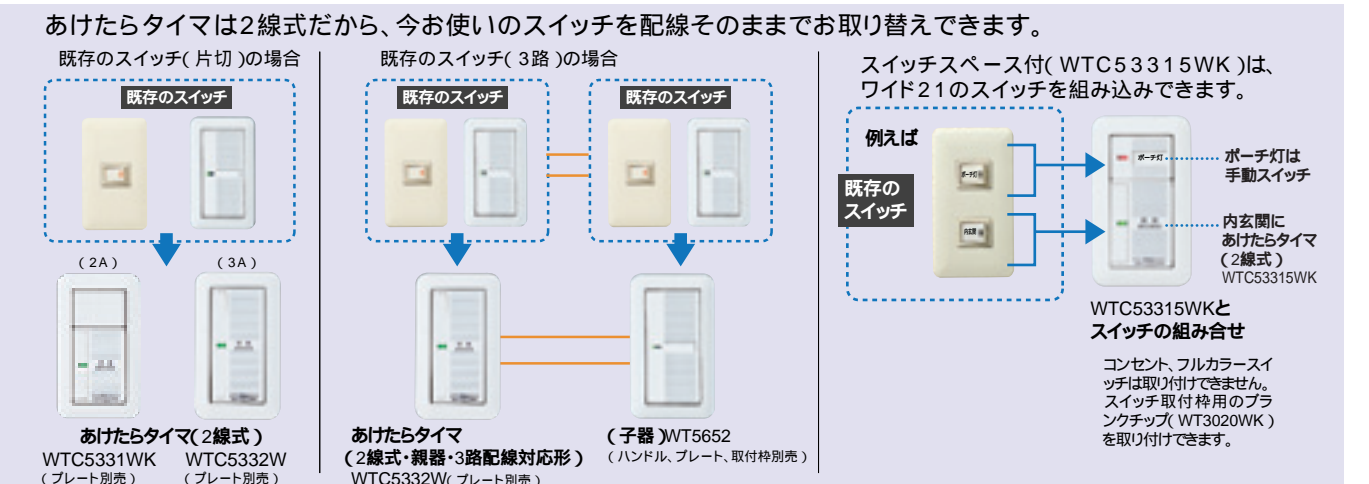 あけたらタイマは2線式だから、今お使いのスイッチを配線そのままでお取り替えできます。
既存のスイッチ(片切)の場合
既存のスイッチ
(2A)
(3A)
あけたらタイマ(2線式)
WTC5331WK
(プレート別売)
WTC5332W
(プレート別売)
既存のスイッチ(3路)の場合
既存のスイッチ
既存のスイッチ
あけたらタイマ
(2線式・親器・3路配線対応形)
WTC5332W(プレート別売)
(子器)WT5652
(ハンドル、プレート、取付枠別売)
スイッチスペース付(WTC53315WK)は、
ワイド21のスイッチを組み込みできます。
例えば
既存の
スイッチ
ポーチ灯
内玄関
ポーチ灯
ポーチ灯は
手動スイッチ
内玄関に
あけたらタイマ
(2線式)
WTC53315WK
WTC53315WKと
スイッチの組み合せ
コンセント、フルカラースイ
ッチは取り付けできません。
スイッチ取付枠用のブラ
ンクチップ(WT3020WK)
を取り付けできます。